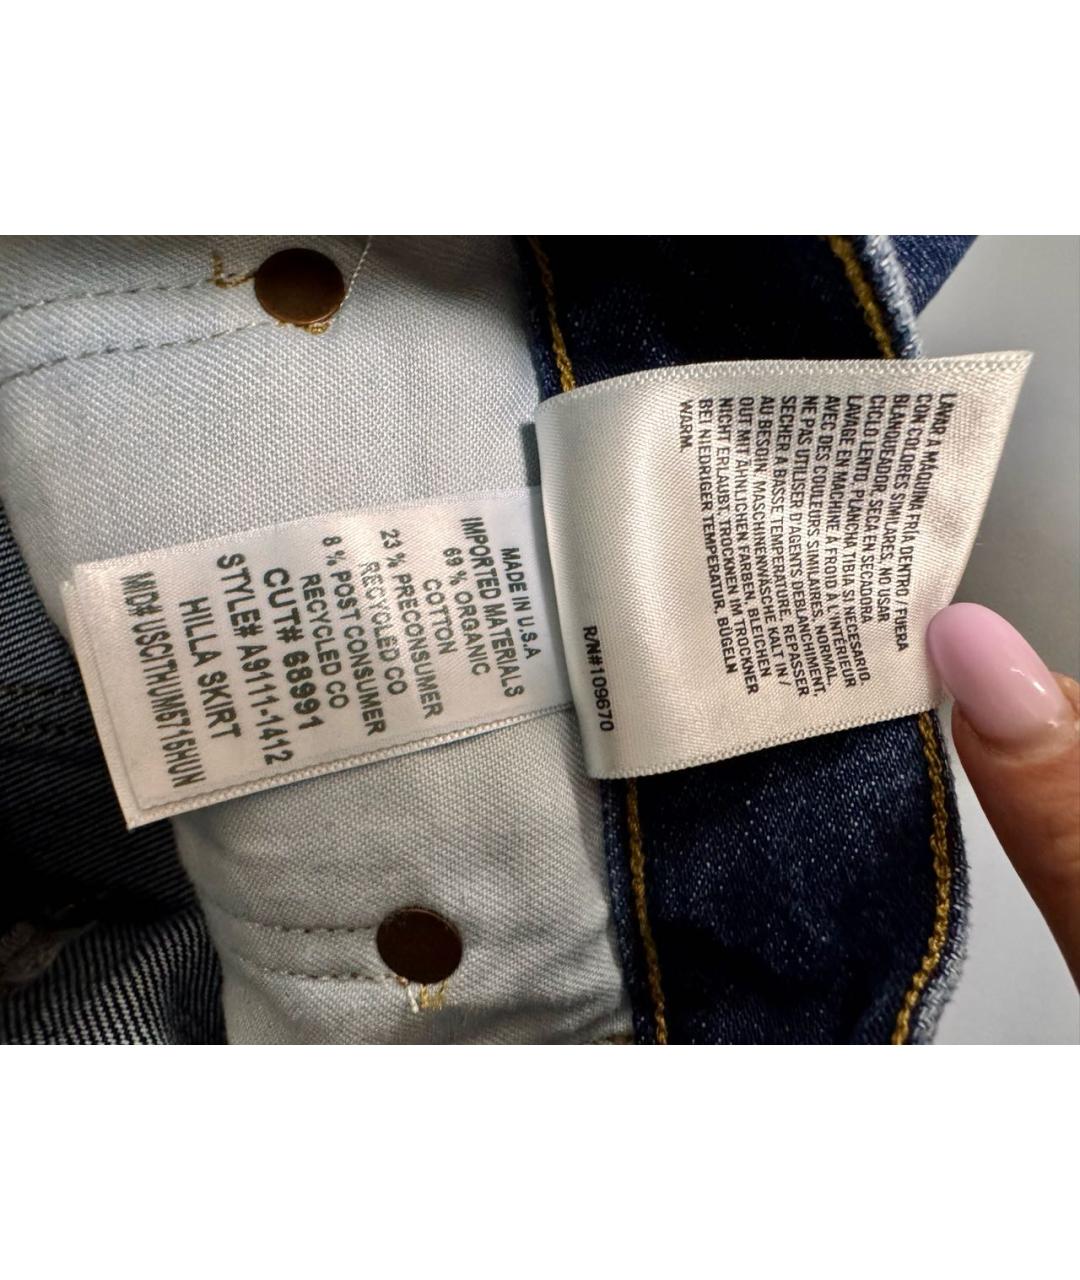 MADE IN U.S.A
IMPORTED MATERIALS
69 % ORGANIC
COTTON
23 % PRECONSUMER
RECYCLED CO
8 % POST CONSUMER
RECYCLED CO
CUT# 68991
STYLE# A9111-1412
HILLA SKIRT
MID# USCITHUM5715HUN
LAVAR A MÁQUINA FRÍA DENTRO / FUERA
CON COLORES SIMILARES, NO USAR
BLANQUEADOR, SECA EN SECADORA
CICLO LENTO, PLANCHA TIBIA SI NECESARIO.
LAVAGE EN MACHINE À FROID À L'INTÉRIEUR
AVEC DES COULEURS SIMILAIRES, NORMAL.
NE PAS UTILISER D'AGENTS DEBLANCHIMENT,
SECHER A BASSE TEMPERATURE. REPASSER
AU BESOIN. MASCHINENWÄSCHE KALT IN /
OUT MIT ÄHNLICHEN FARBEN, BLEICHEN
NICHT ERLAUBT, TROCKNEN IM TROCKNER
BEI NIEDRIGER TEMPERATUR. BÜGELN
WARM.
R/N#109670